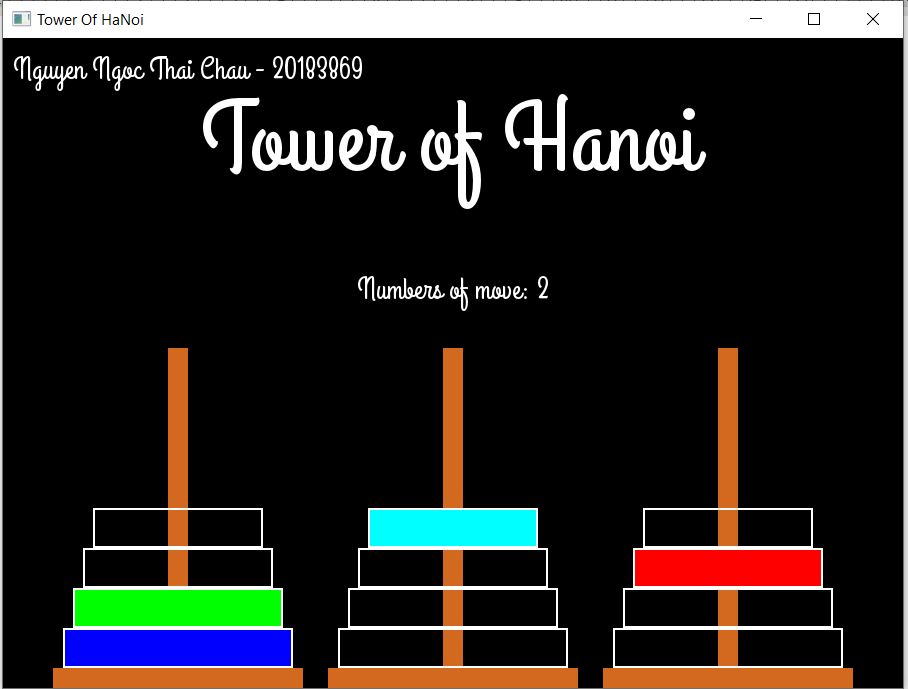 Tower Of HaNoi
Nguyen Ngoc Thai Chau - 20183869
Tower of Hanoi
Numbers of move: 2